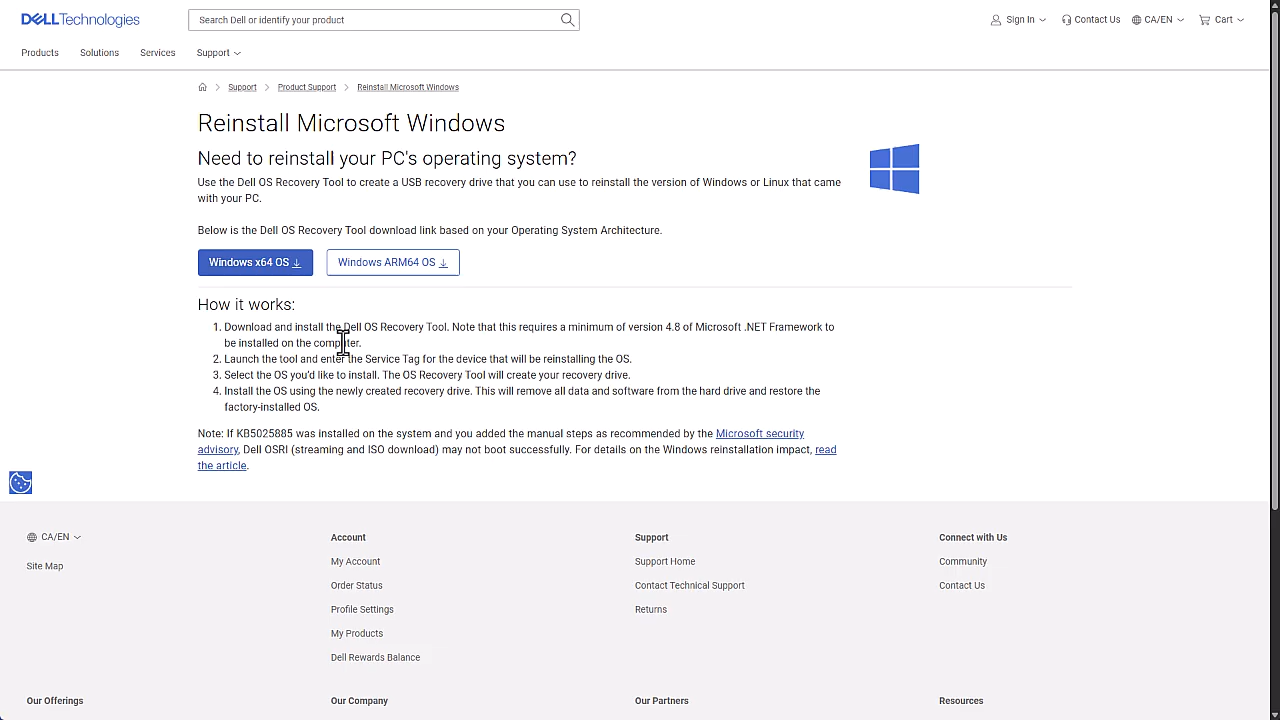 DELLTechnologies
Search Dell or identify your product
Sign In
Contact Us
CA/EN
Cart
Products
Solutions
Services
Support
Support
Product Support
Reinstall Microsoft Windows
Reinstall Microsoft Windows
Need to reinstall your PC's operating system?
Use the Dell OS Recovery Tool to create a USB recovery drive that you can use to reinstall the version of Windows or Linux that came
with your PC.
Below is the Dell OS Recovery Tool download link based on your Operating System Architecture.
Windows x64 OS
Windows ARM64 OS
How it works:
1. Download and install the Dell OS Recovery Tool. Note that this requires a minimum of version 4.8 of Microsoft .NET Framework to
be installed on the computer.
2. Launch the tool and enter the Service Tag for the device that will be reinstalling the OS.
3. Select the OS you'd like to install. The OS Recovery Tool will create your recovery drive.
4. Install the OS using the newly created recovery drive. This will remove all data and software from the hard drive and restore the
factory-installed OS.
Note: If KB5025885 was installed on the system and you added the manual steps as recommended by the Microsoft security
advisory, Dell OSRI (streaming and ISO download) may not boot successfully. For details on the Windows reinstallation impact, read
the article.
CA/EN
Site Map
Account
My Account
Order Status
Profile Settings
My Products
Dell Rewards Balance
Support
Support Home
Contact Technical Support
Returns
Connect with Us
Community
Contact Us
Our Offerings
Our Company
Our Partners
Resources